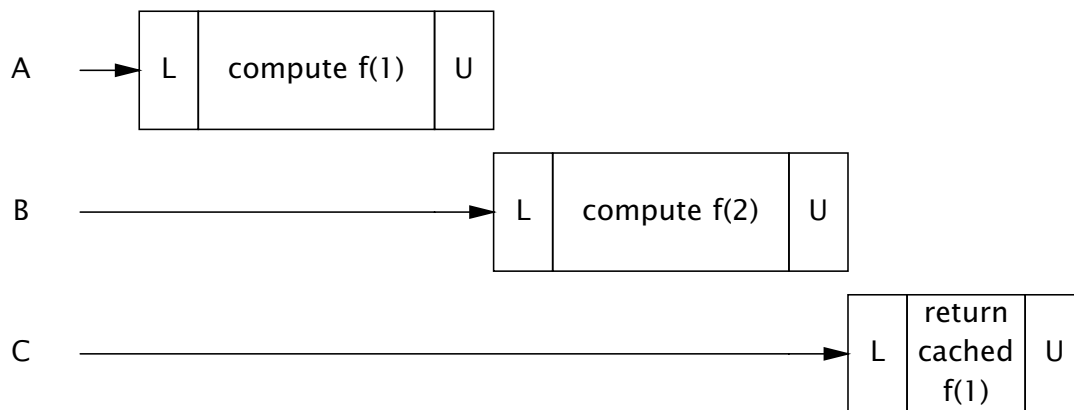 A L compute f(1) U
B L compute f(2) U
C L return cached f(1) U